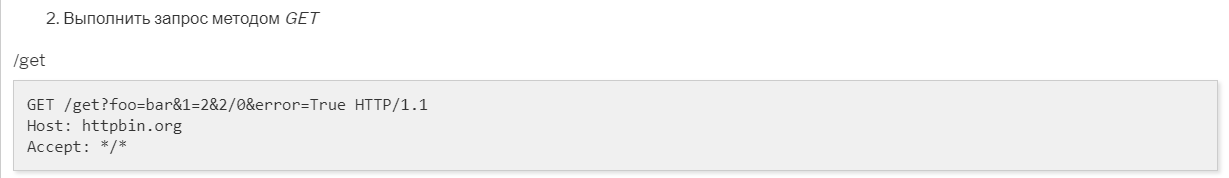 2. Выполнить запрос методом GET
/get
GET /get?foo=bar&1=2&2/0&error=True HTTP/1.1
Host: httpbin.org
Accept: */*